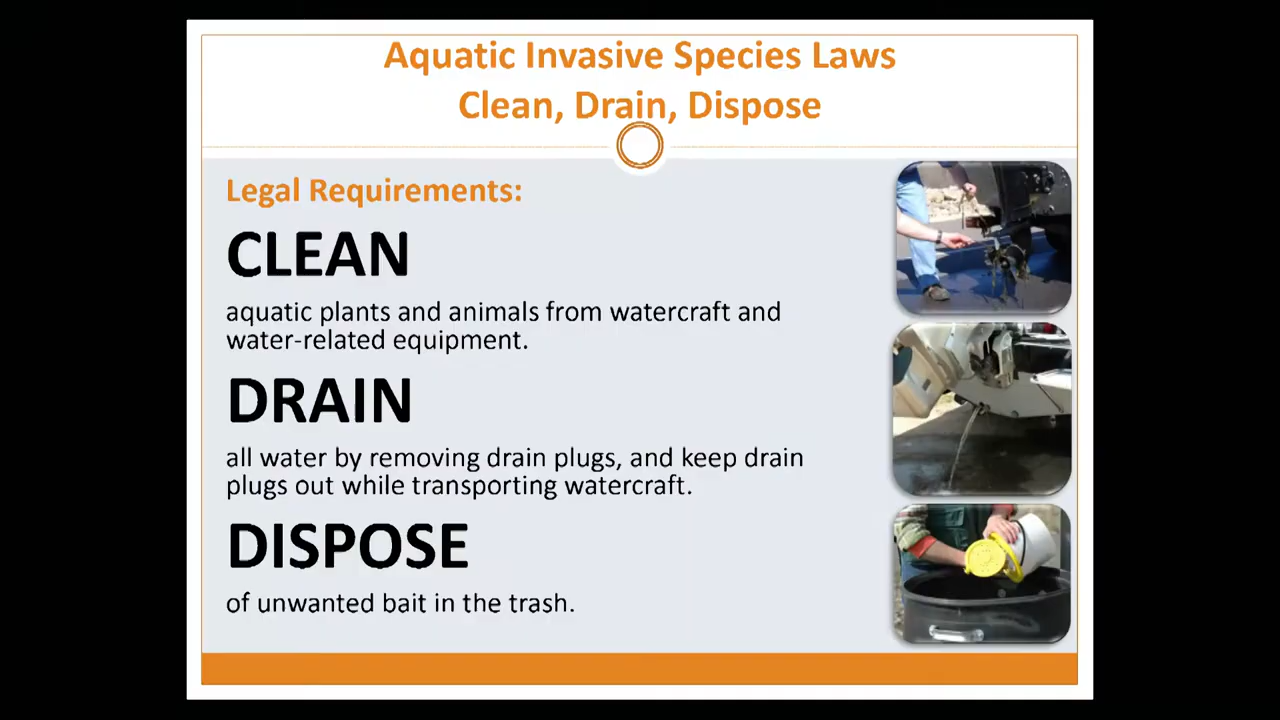 Aquatic Invasive Species Laws
Clean, Drain, Dispose
Legal Requirements:
CLEAN
aquatic plants and animals from watercraft and
water-related equipment.
DRAIN
all water by removing drain plugs, and keep drain
plugs out while transporting watercraft.
DISPOSE
of unwanted bait in the trash.